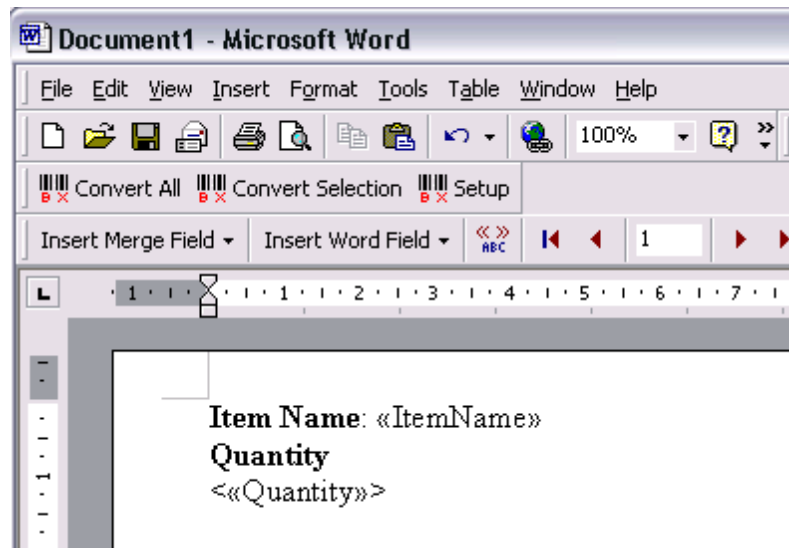 Document1 - Microsoft Word
File Edit View Insert Format Tools Table Window Help
100%
Convert All Convert Selection Setup
Insert Merge Field Insert Word Field «» ABC 1
L 1 1 2 3 4 5 6 7
1
Item Name: «ItemName»
Quantity
<«Quantity»>